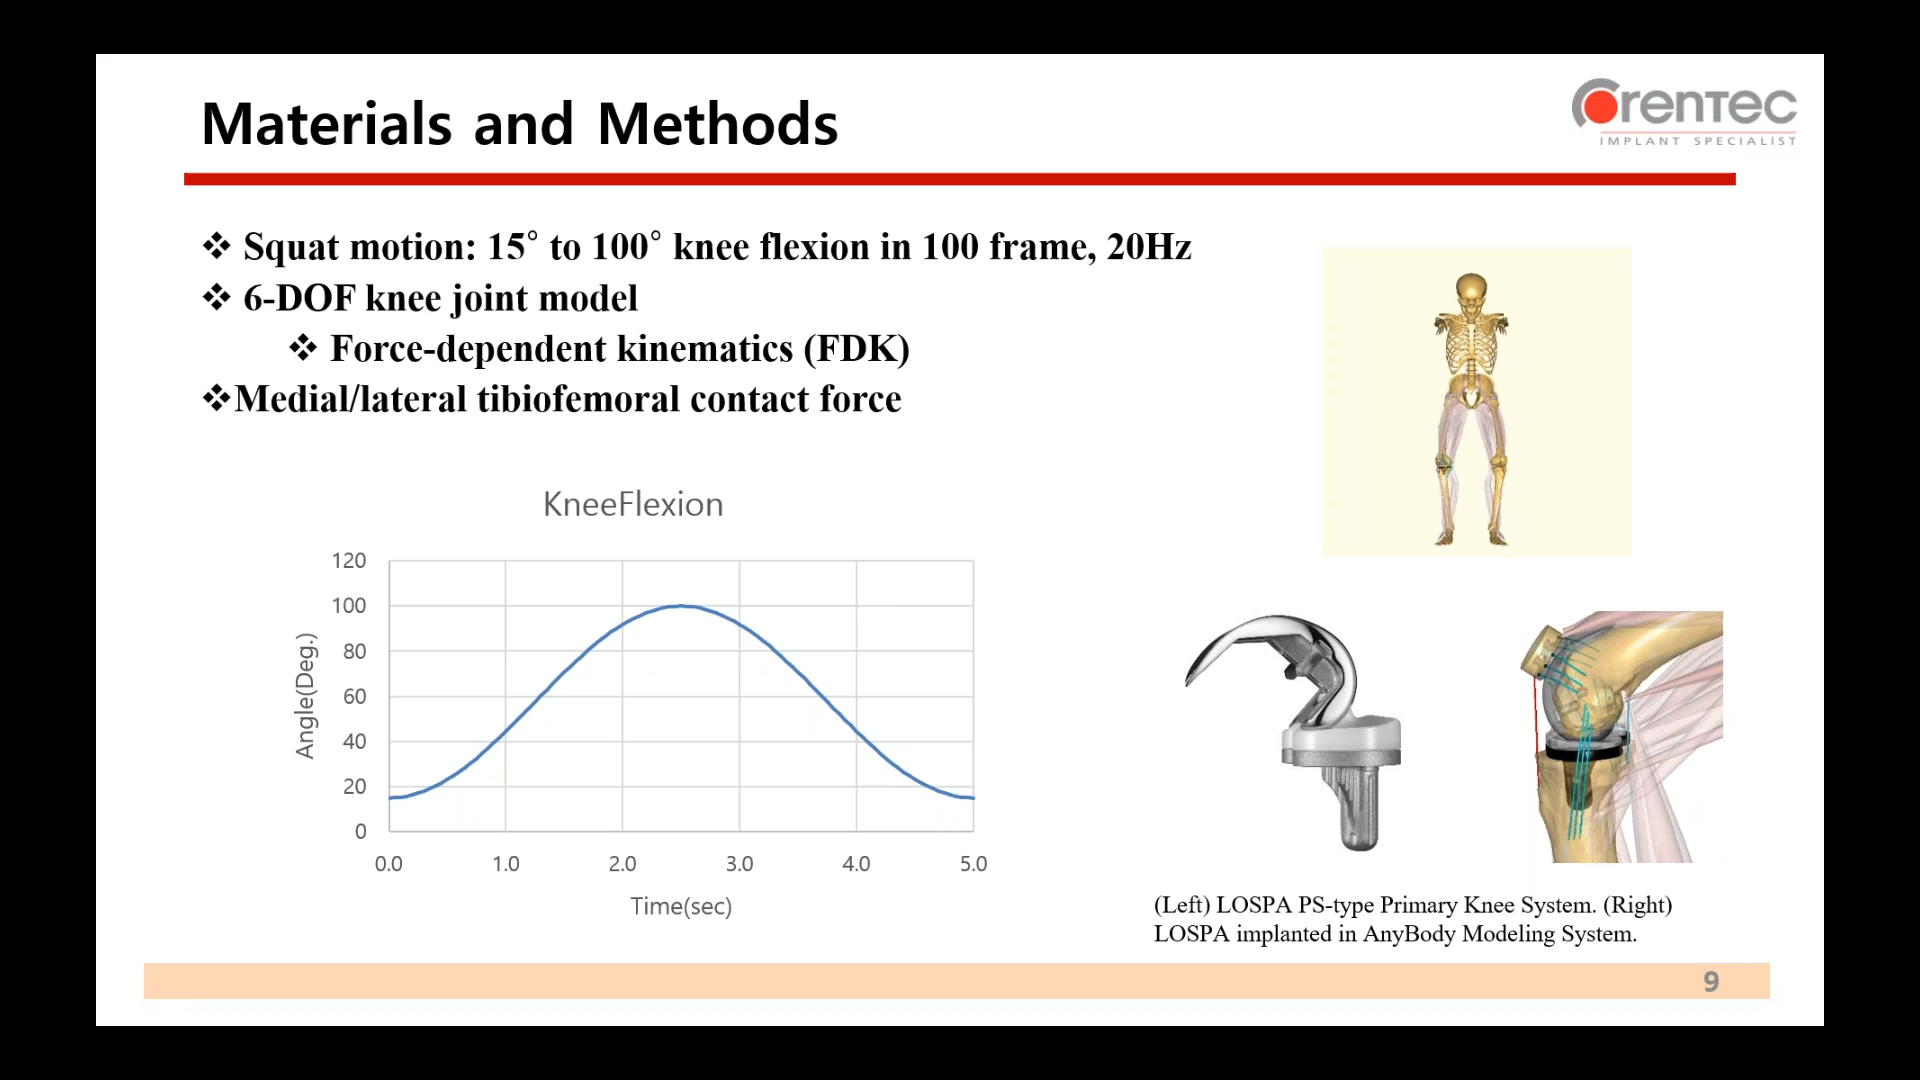 Materials and Methods
Corentec
IMPLANT SPECIALIST
❖ Squat motion: 15˚ to 100˚ knee flexion in 100 frame, 20Hz
❖ 6-DOF knee joint model
❖ Force-dependent kinematics (FDK)
❖Medial/lateral tibiofemoral contact force
KneeFlexion
120
100
80
60
40
20
0
Angle(Deg.)
0.0 1.0 2.0 3.0 4.0 5.0
Time(sec)
(Left) LOSPA PS-type Primary Knee System. (Right)
LOSPA implanted in AnyBody Modeling System.
9